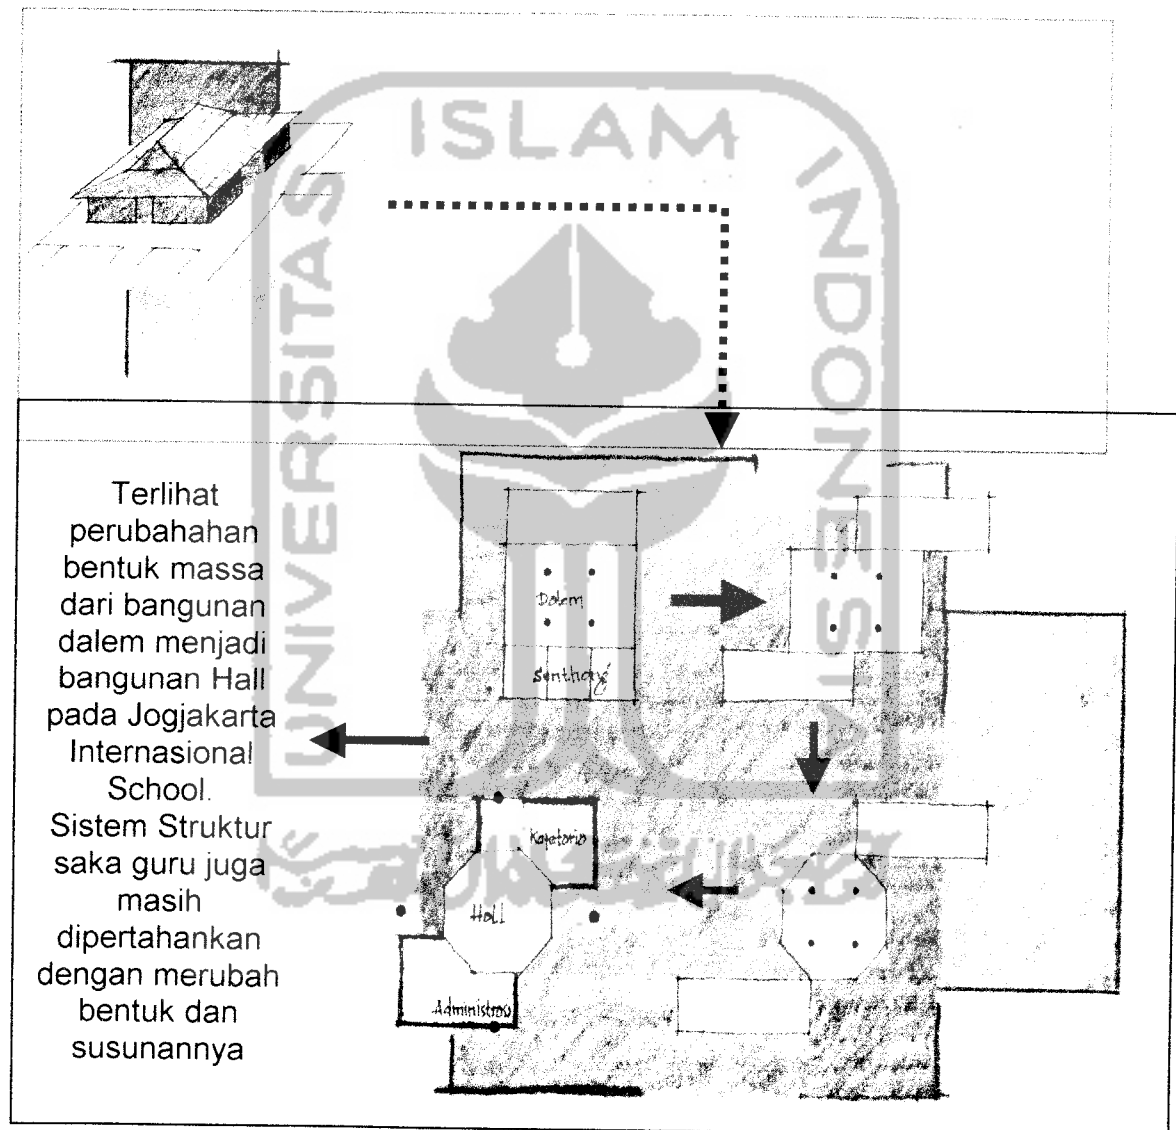 UNIVERSITAS
ISLAM
INDONESIA
Terlihat
perubahahan
bentuk massa
dari bangunan
dalem menjadi
bangunan Hall
pada Jogjakarta
Internasional
School.
Sistem Struktur
saka guru juga
masih
dipertahankan
dengan merubah
bentuk dan
susunannya
Dalem
Senthong
Kafetaria
Hall
Administrasi